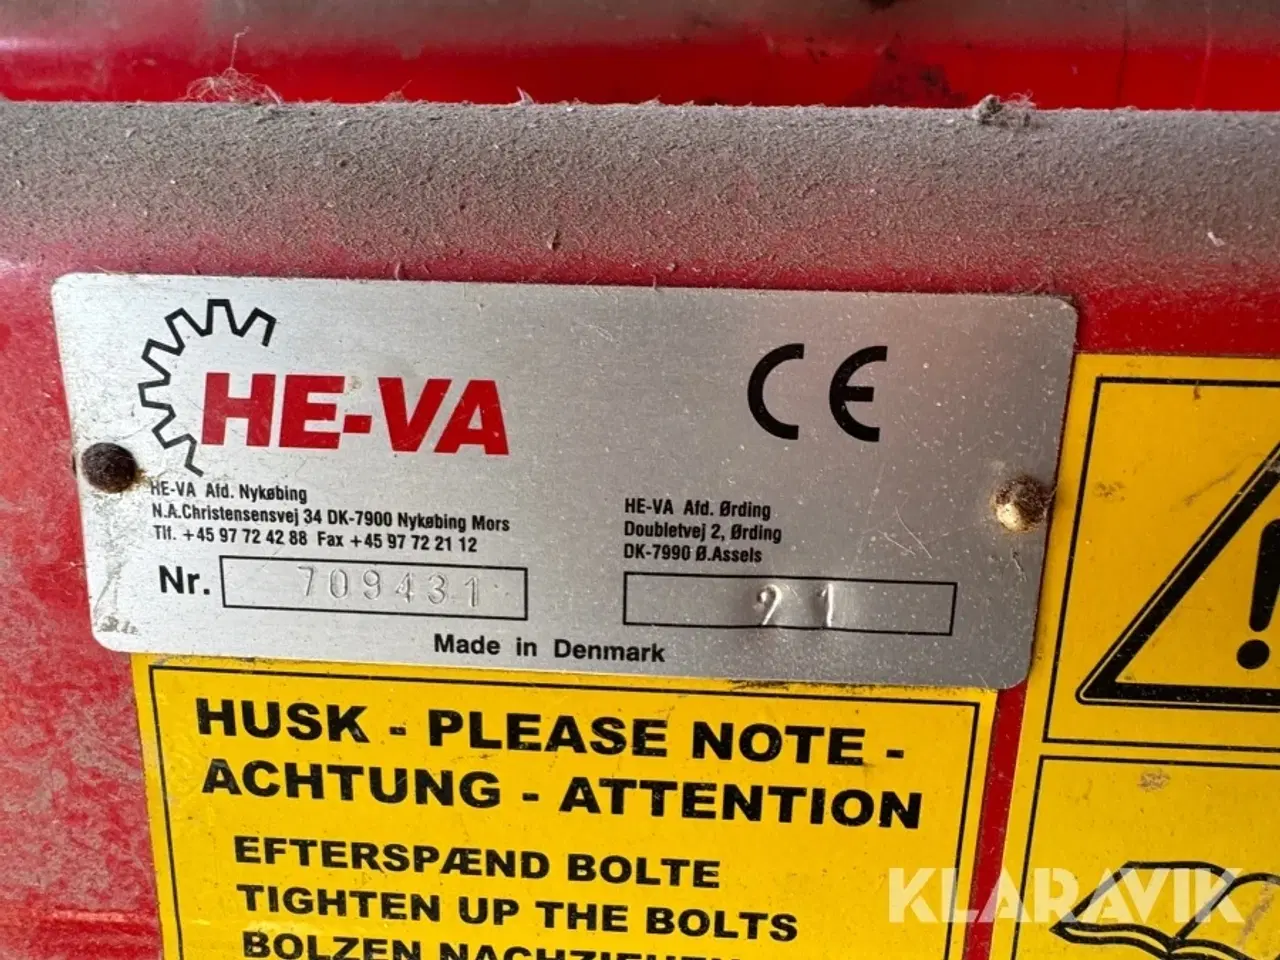 HE-VA
CE
HE-VA Afd. Nykøbing
N.A.Christensensvej 34 DK-7900 Nykøbing Mors
Tlf. +45 97 72 42 88 Fax +45 97 72 21 12
HE-VA Afd. Ørding
Doubletvej 2, Ørding
DK-7990 Ø.Assels
Nr. 709431
21
Made in Denmark
HUSK - PLEASE NOTE -
ACHTUNG - ATTENTION
EFTERSPÆND BOLTE
TIGHTEN UP THE BOLTS
BOLZEN NACHZIEHEN
KLARAVIK